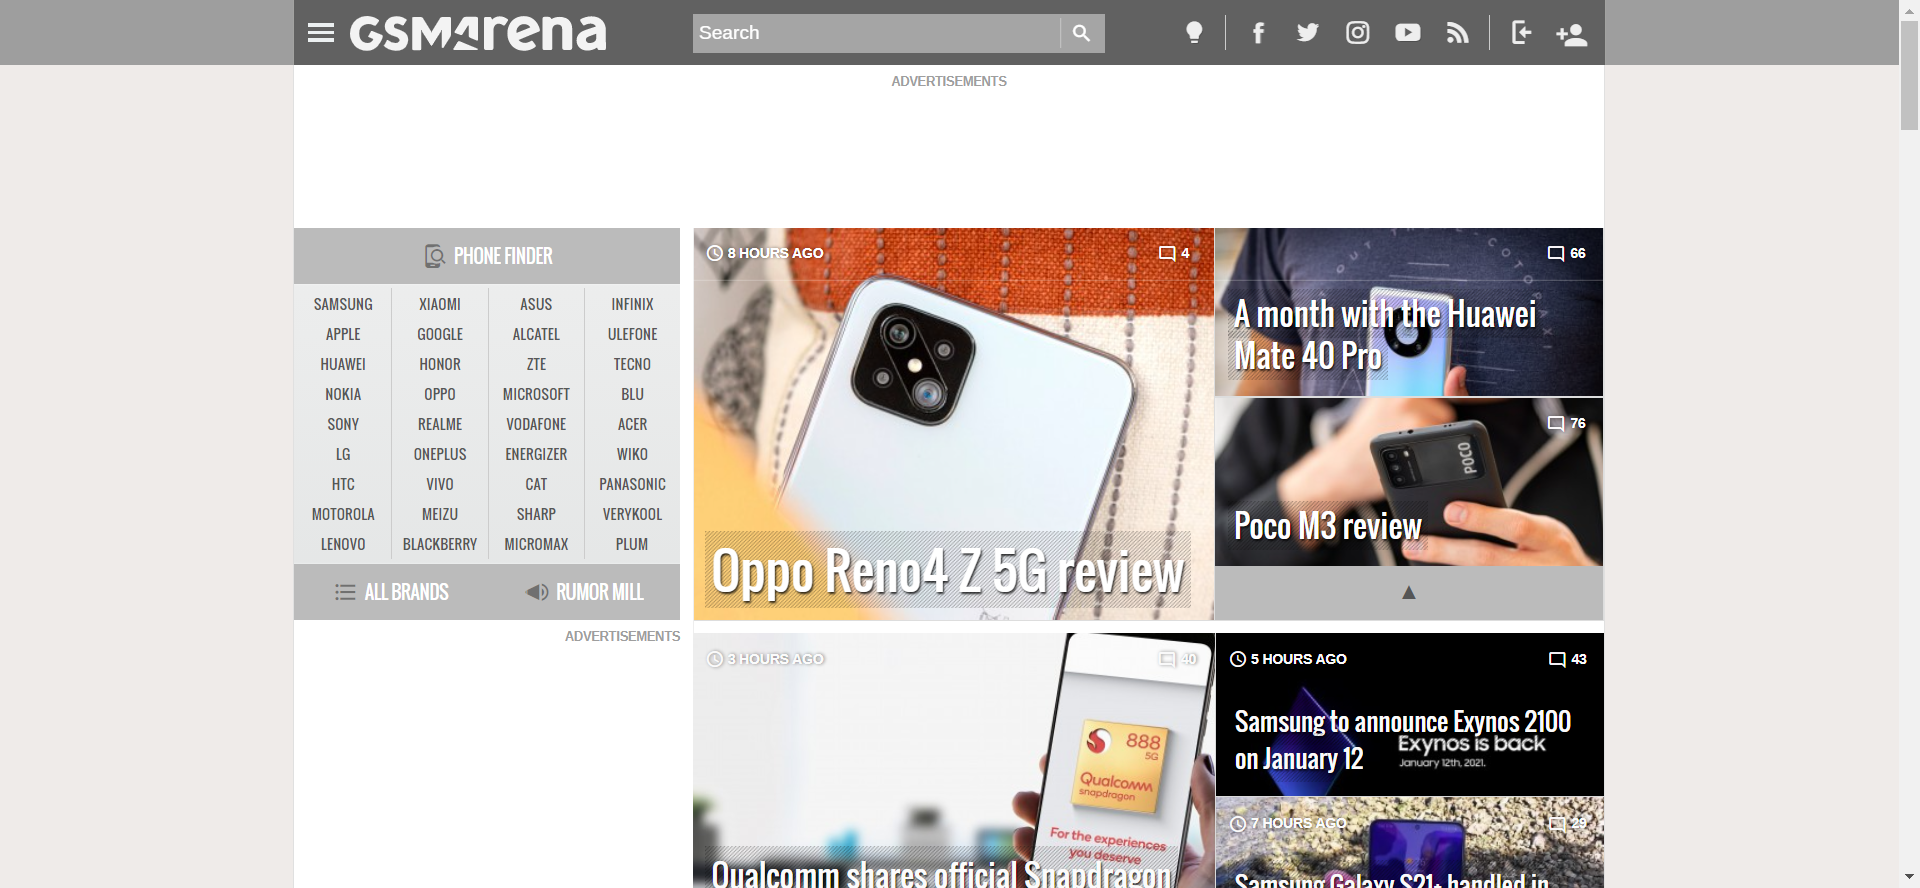 GSMArena
Search
ADVERTISEMENTS
PHONE FINDER
SAMSUNG XIAOMI ASUS INFINIX
APPLE GOOGLE ALCATEL ULEFONE
HUAWEI HONOR ZTE TECNO
NOKIA OPPO MICROSOFT BLU
SONY REALME VODAFONE ACER
LG ONEPLUS ENERGIZER WIKO
HTC VIVO CAT PANASONIC
MOTOROLA MEIZU SHARP VERYKOOL
LENOVO BLACKBERRY MICROMAX PLUM
ALL BRANDS RUMOR MILL
ADVERTISEMENTS
8 HOURS AGO 4
Oppo Reno4 Z 5G review
66
A month with the Huawei
Mate 40 Pro
76
POCO
Poco M3 review
3 HOURS AGO 40
888
5G
Qualcomm
snapdragon
For the experiences
you deserve
Qualcomm shares official Snapdragon
5 HOURS AGO 43
Samsung to announce Exynos 2100
on January 12
Exynos is back
January 12th, 2021.
7 HOURS AGO 29
Samsung Galaxy S21+ handled in